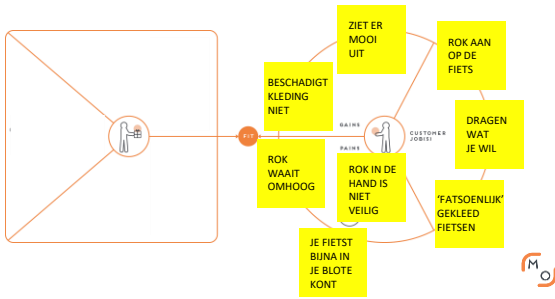 ZIET ER
MOOI
UIT
ROK AAN
OP DE
FIETS
BESCHADIGT
KLEDING
NIET
GAINS
FIT
CUSTOMER
JOB(S)
PAINS
DRAGEN
WAT
JE WIL
ROK
WAAIT
OMHOOG
ROK IN DE
HAND IS
NIET
VEILIG
‘FATSOENLIJK’
GEKLEED
FIETSEN
JE FIETST
BIJNA IN
JE BLOTE
KONT
MO